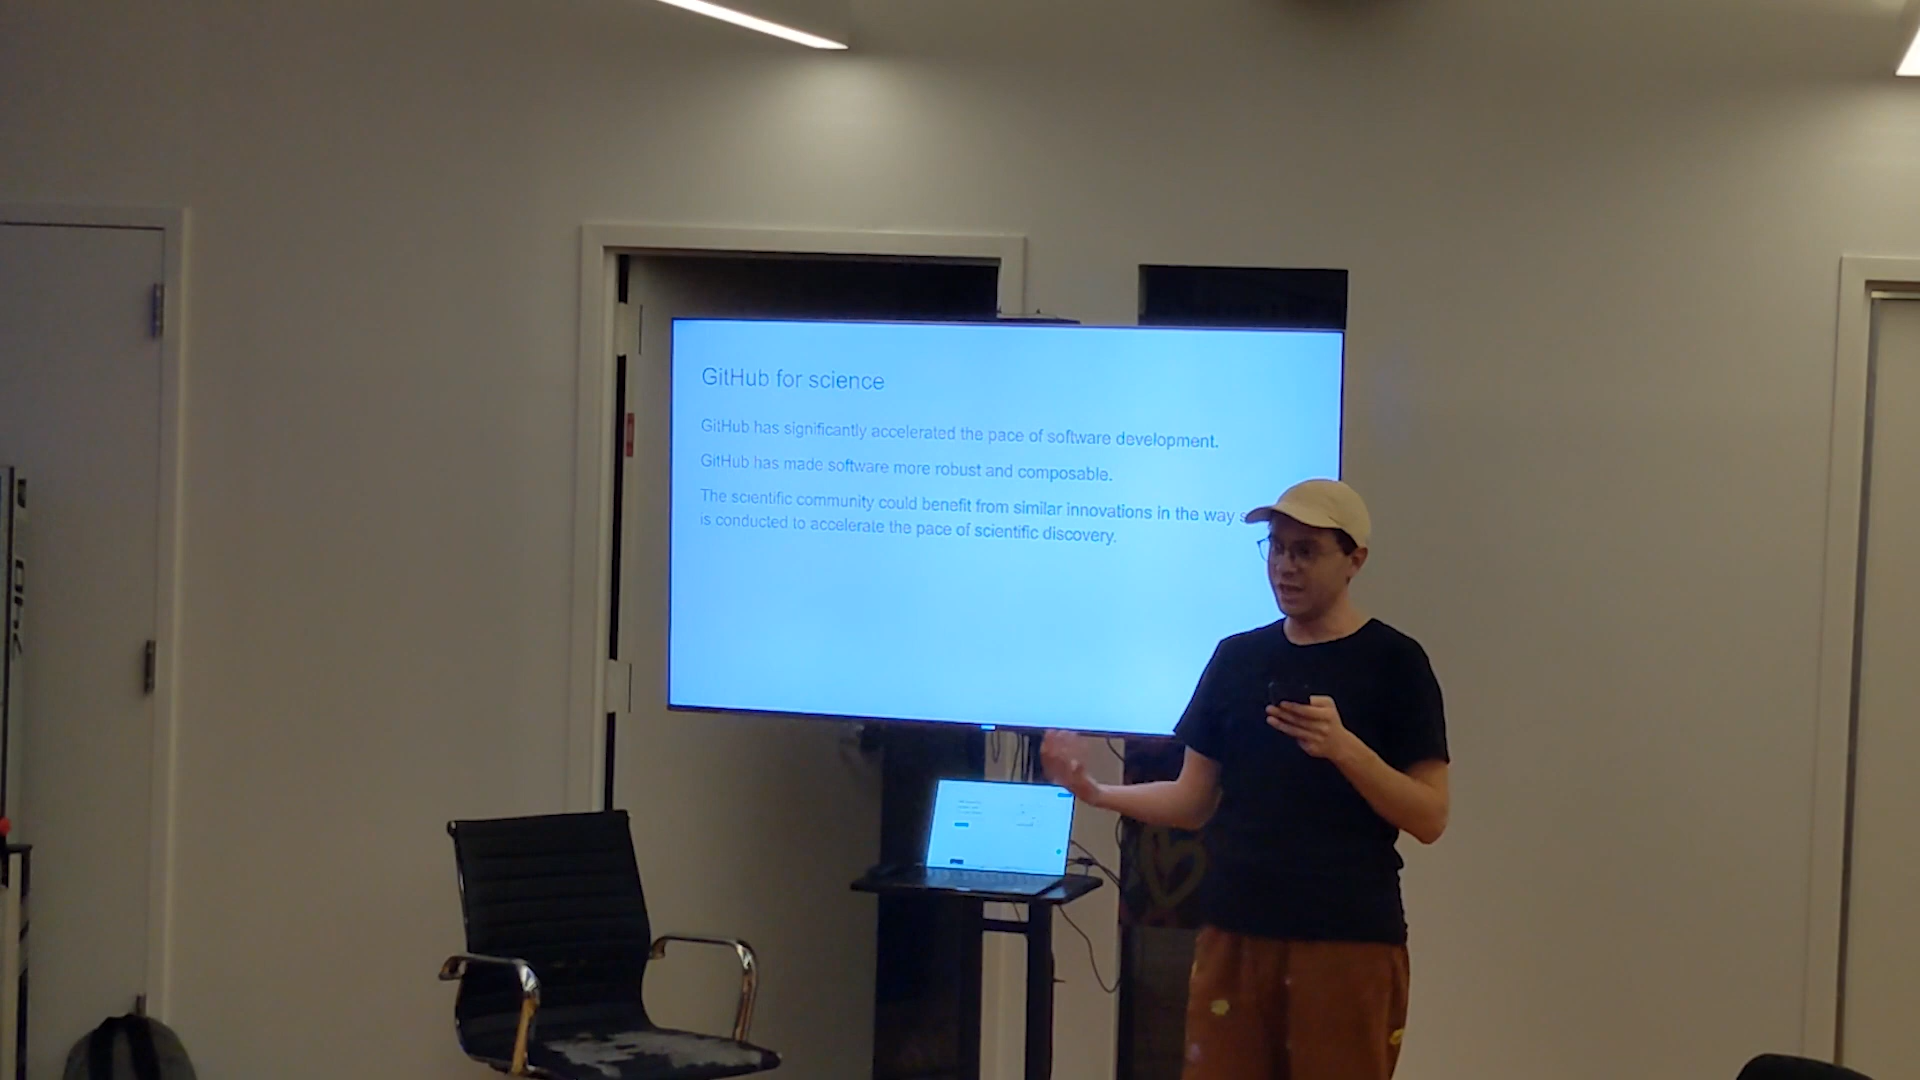 GitHub for science
GitHub has significantly accelerated the pace of software development.
GitHub has made software more robust and composable.
The scientific community could benefit from similar innovations in the way s
is conducted to accelerate the pace of scientific discovery.